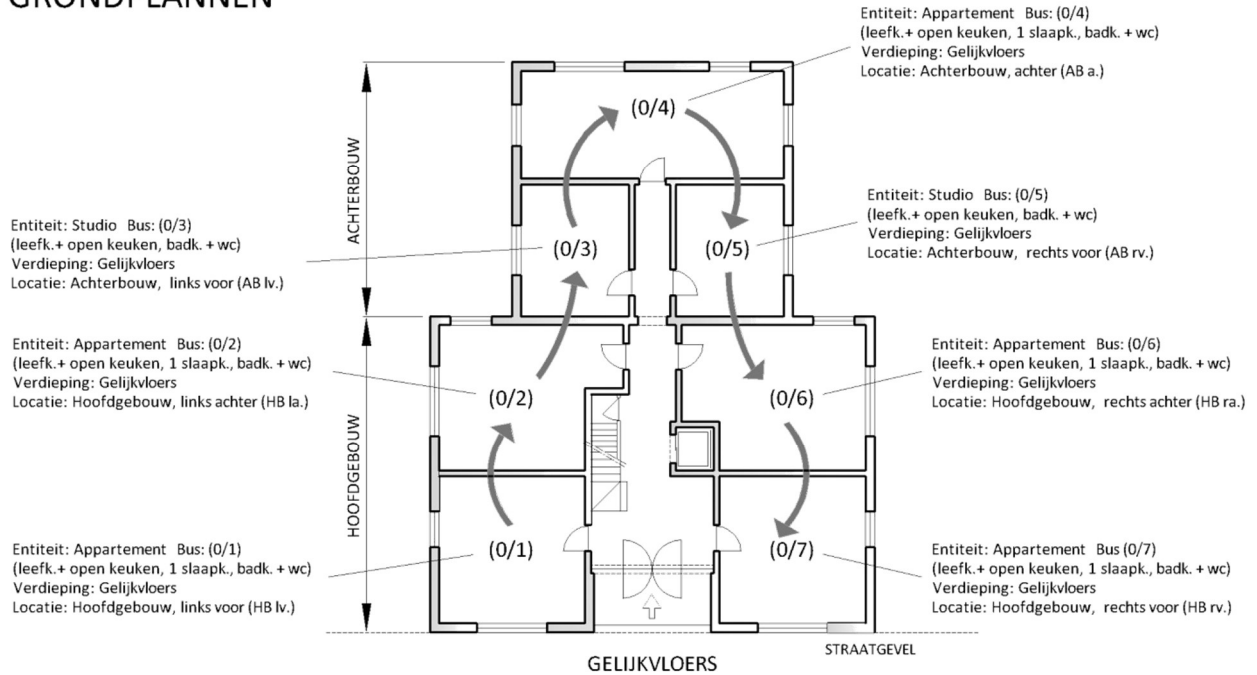 GRONDPLANNEN
Entiteit: Appartement Bus: (0/4)
(leefk.+ open keuken, 1 slaapk., badk. + wc)
Verdieping: Gelijkvloers
Locatie: Achterbouw, achter (AB a.)
(0/4)
ACHTERBOUW
Entiteit: Studio Bus: (0/3)
(leefk.+ open keuken, badk. + wc)
Verdieping: Gelijkvloers
Locatie: Achterbouw, links voor (AB lv.)
(0/3)
(0/5)
Entiteit: Studio Bus: (0/5)
(leefk.+ open keuken, badk. + wc)
Verdieping: Gelijkvloers
Locatie: Achterbouw, rechts voor (AB rv.)
Entiteit: Appartement Bus: (0/2)
(leefk.+ open keuken, 1 slaapk., badk. + wc)
Verdieping: Gelijkvloers
Locatie: Hoofdgebouw, links achter (HB la.)
HOOFDGEBOUW
(0/2)
(0/6)
Entiteit: Appartement Bus: (0/6)
(leefk.+ open keuken, 1 slaapk., badk. + wc)
Verdieping: Gelijkvloers
Locatie: Hoofdgebouw, rechts achter (HB ra.)
Entiteit: Appartement Bus: (0/1)
(leefk.+ open keuken, 1 slaapk., badk. + wc)
Verdieping: Gelijkvloers
Locatie: Hoofdgebouw, links voor (HB lv.)
(0/1)
(0/7)
Entiteit: Appartement Bus (0/7)
(leefk.+ open keuken, 1 slaapk., badk. + wc)
Verdieping: Gelijkvloers
Locatie: Hoofdgebouw, rechts voor (HB rv.)
STRAATGEVEL
GELIJKVLOERS